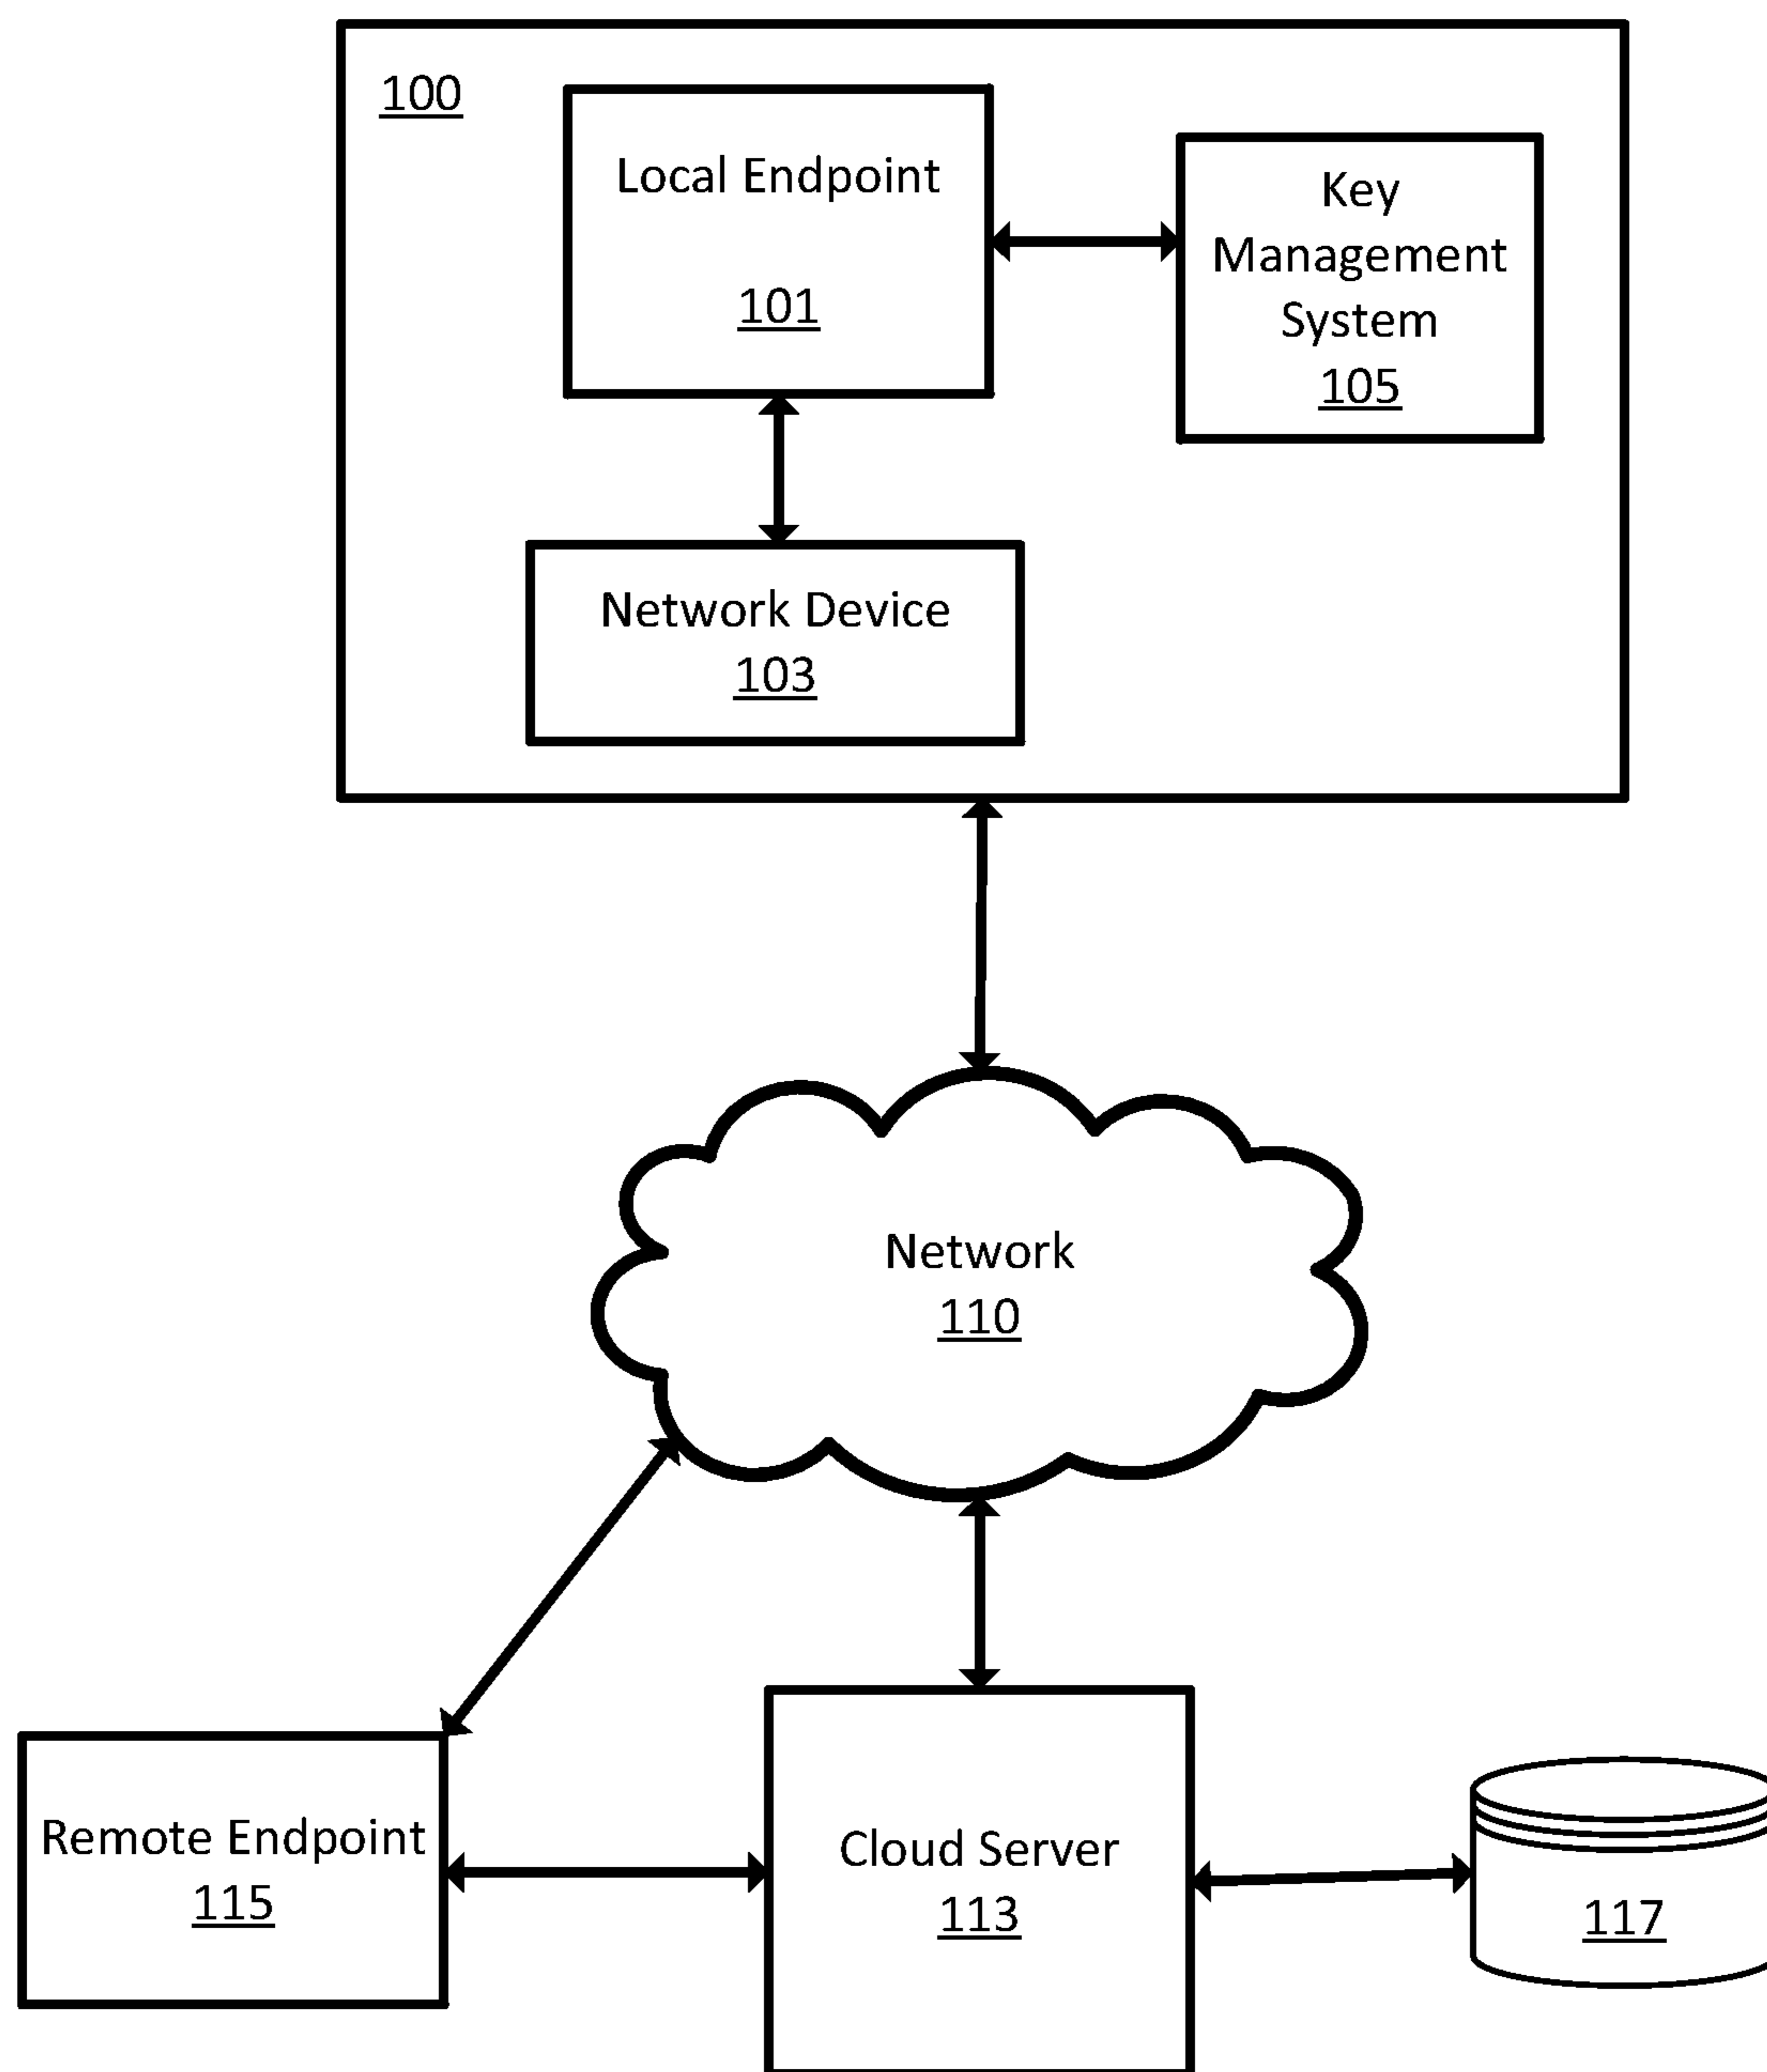 100
Local Endpoint
101
Key
Management
System
105
Network Device
103
Network
110
Remote Endpoint
115
Cloud Server
113
117